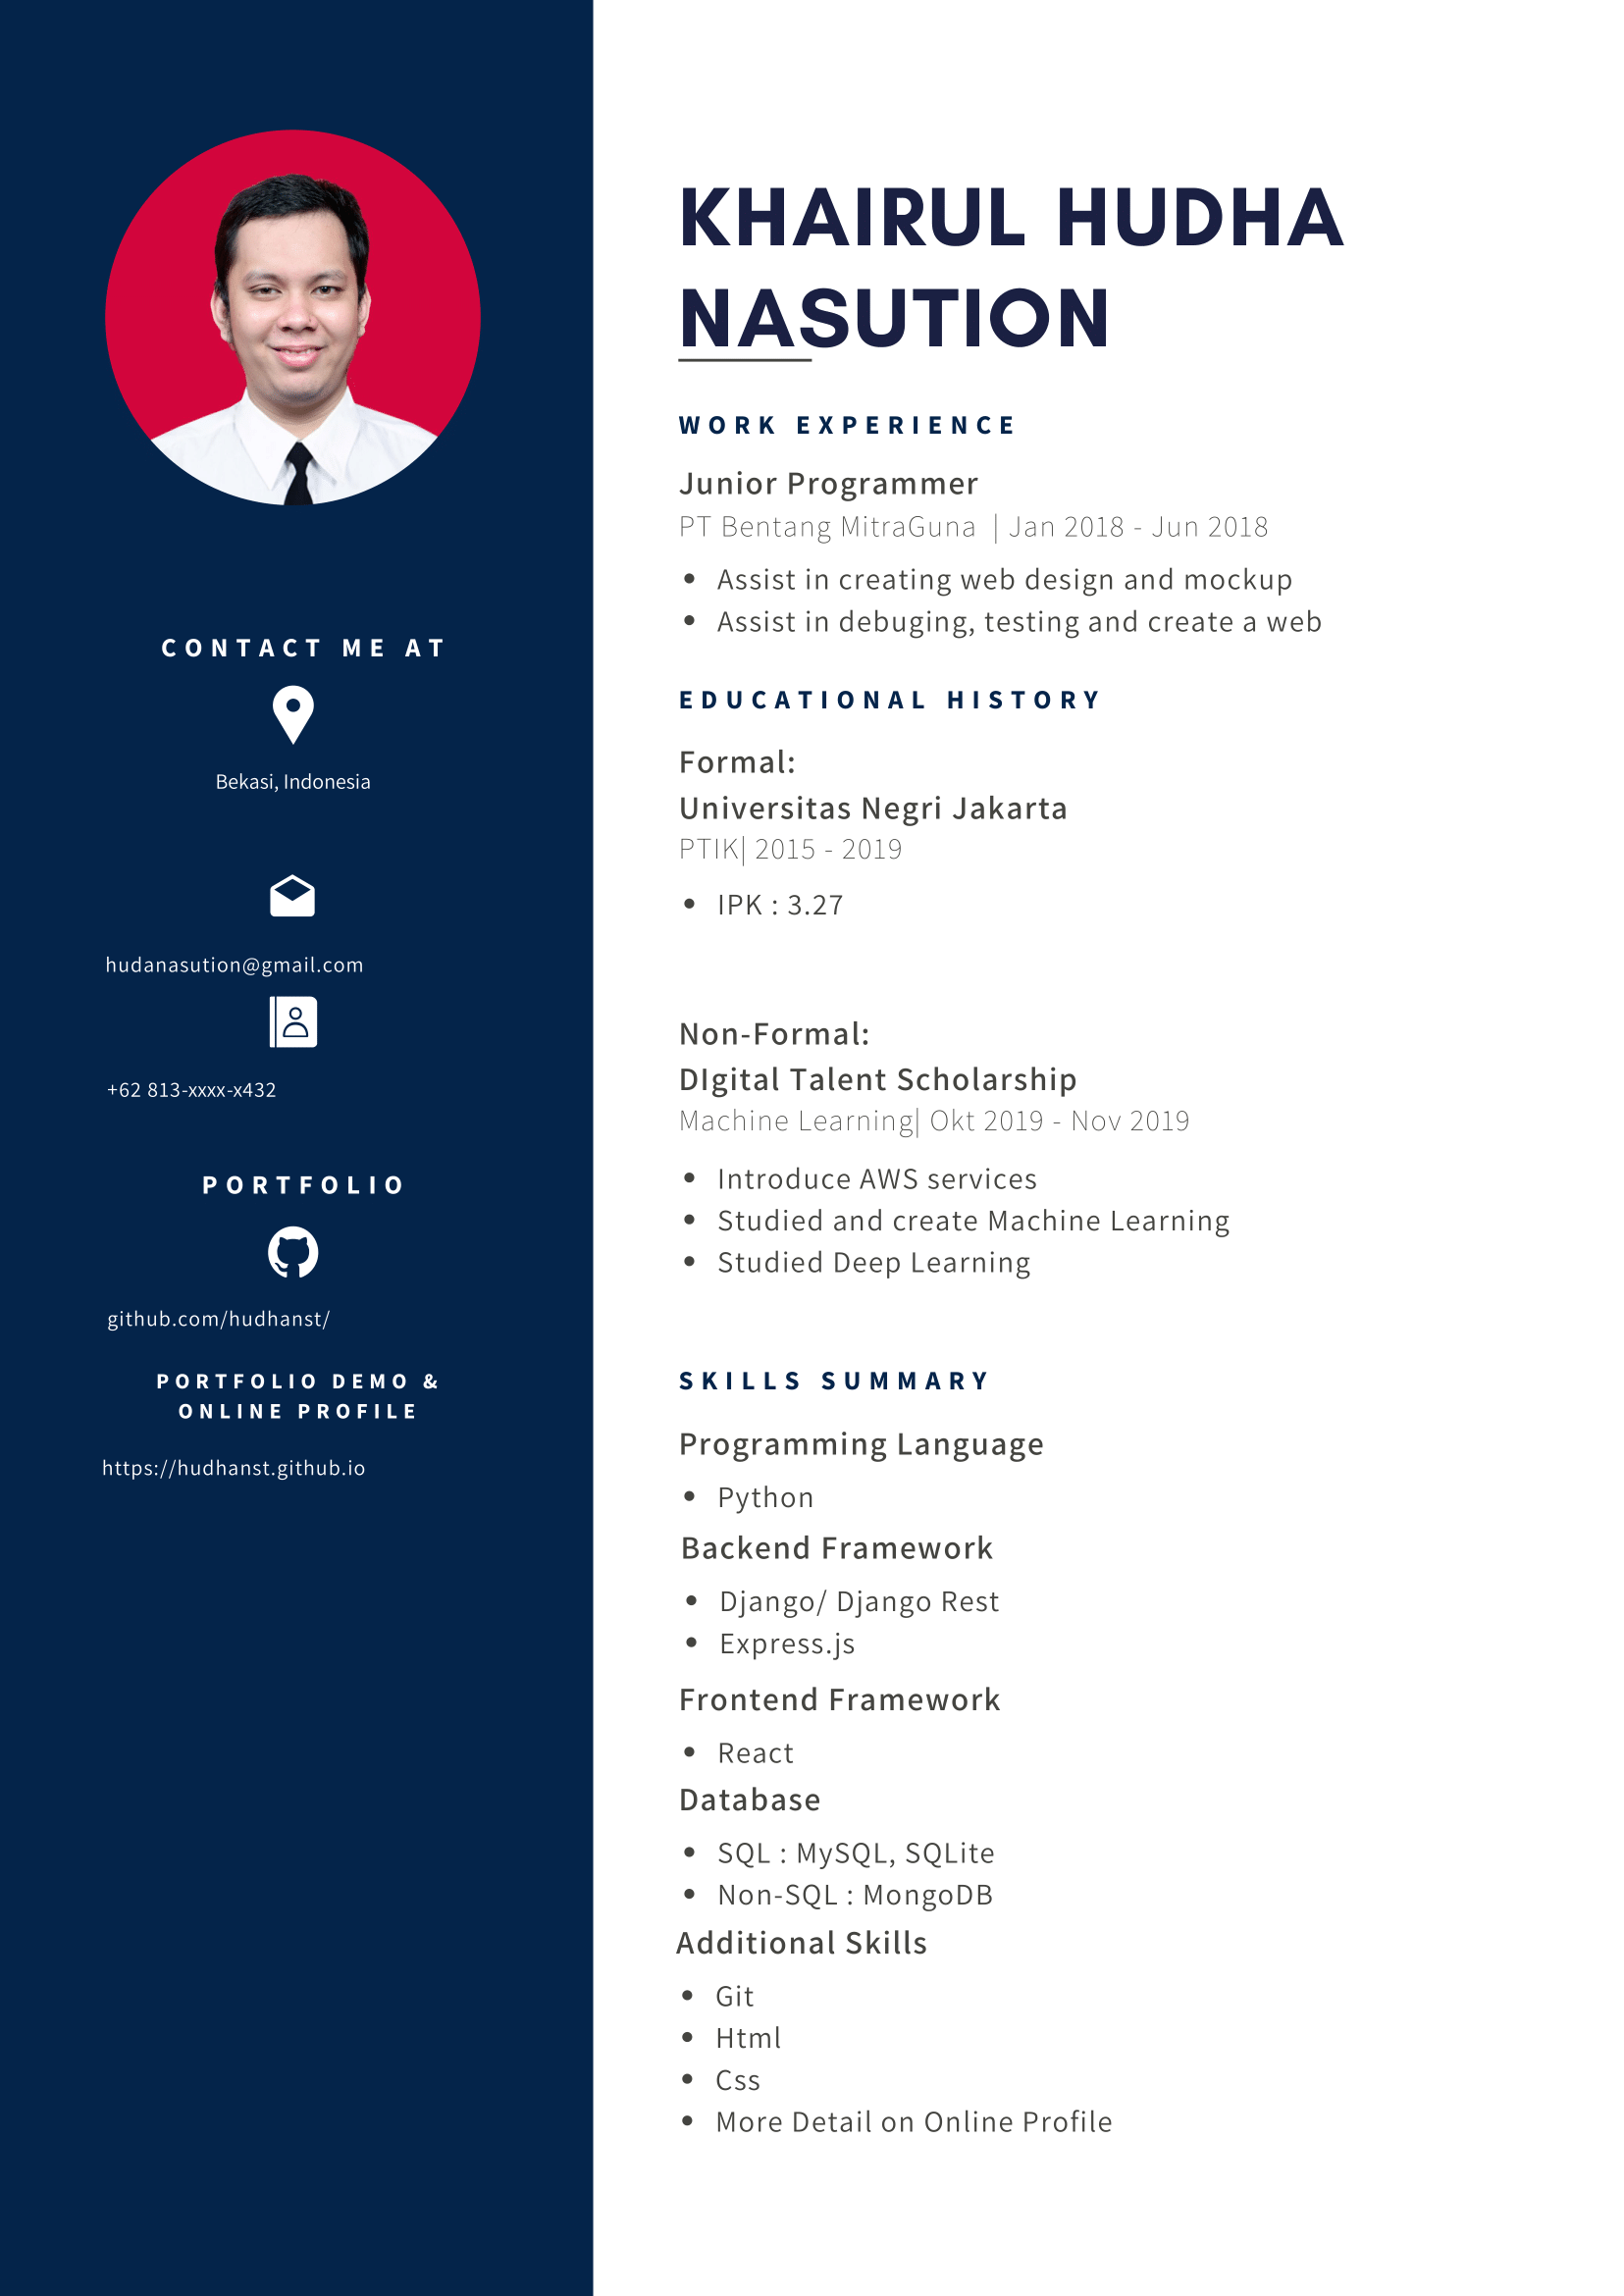 CONTACT ME AT
Bekasi, Indonesia
hudanasution@gmail.com
+62 813-xxxx-x432
PORTFOLIO
github.com/hudhanst/
PORTFOLIO DEMO &
ONLINE PROFILE
https://hudhanst.github.io
KHAIRUL HUDHA
NASUTION
WORK EXPERIENCE
Junior Programmer
PT Bentang MitraGuna | Jan 2018 - Jun 2018
• Assist in creating web design and mockup
• Assist in debuging, testing and create a web
EDUCATIONAL HISTORY
Formal:
Universitas Negri Jakarta
PTIK| 2015 - 2019
• IPK : 3.27
Non-Formal:
DIgital Talent Scholarship
Machine Learning| Okt 2019 - Nov 2019
• Introduce AWS services
• Studied and create Machine Learning
• Studied Deep Learning
SKILLS SUMMARY
Programming Language
• Python
Backend Framework
• Django/ Django Rest
• Express.js
Frontend Framework
• React
Database
• SQL : MySQL, SQLite
• Non-SQL : MongoDB
Additional Skills
• Git
• Html
• Css
• More Detail on Online Profile